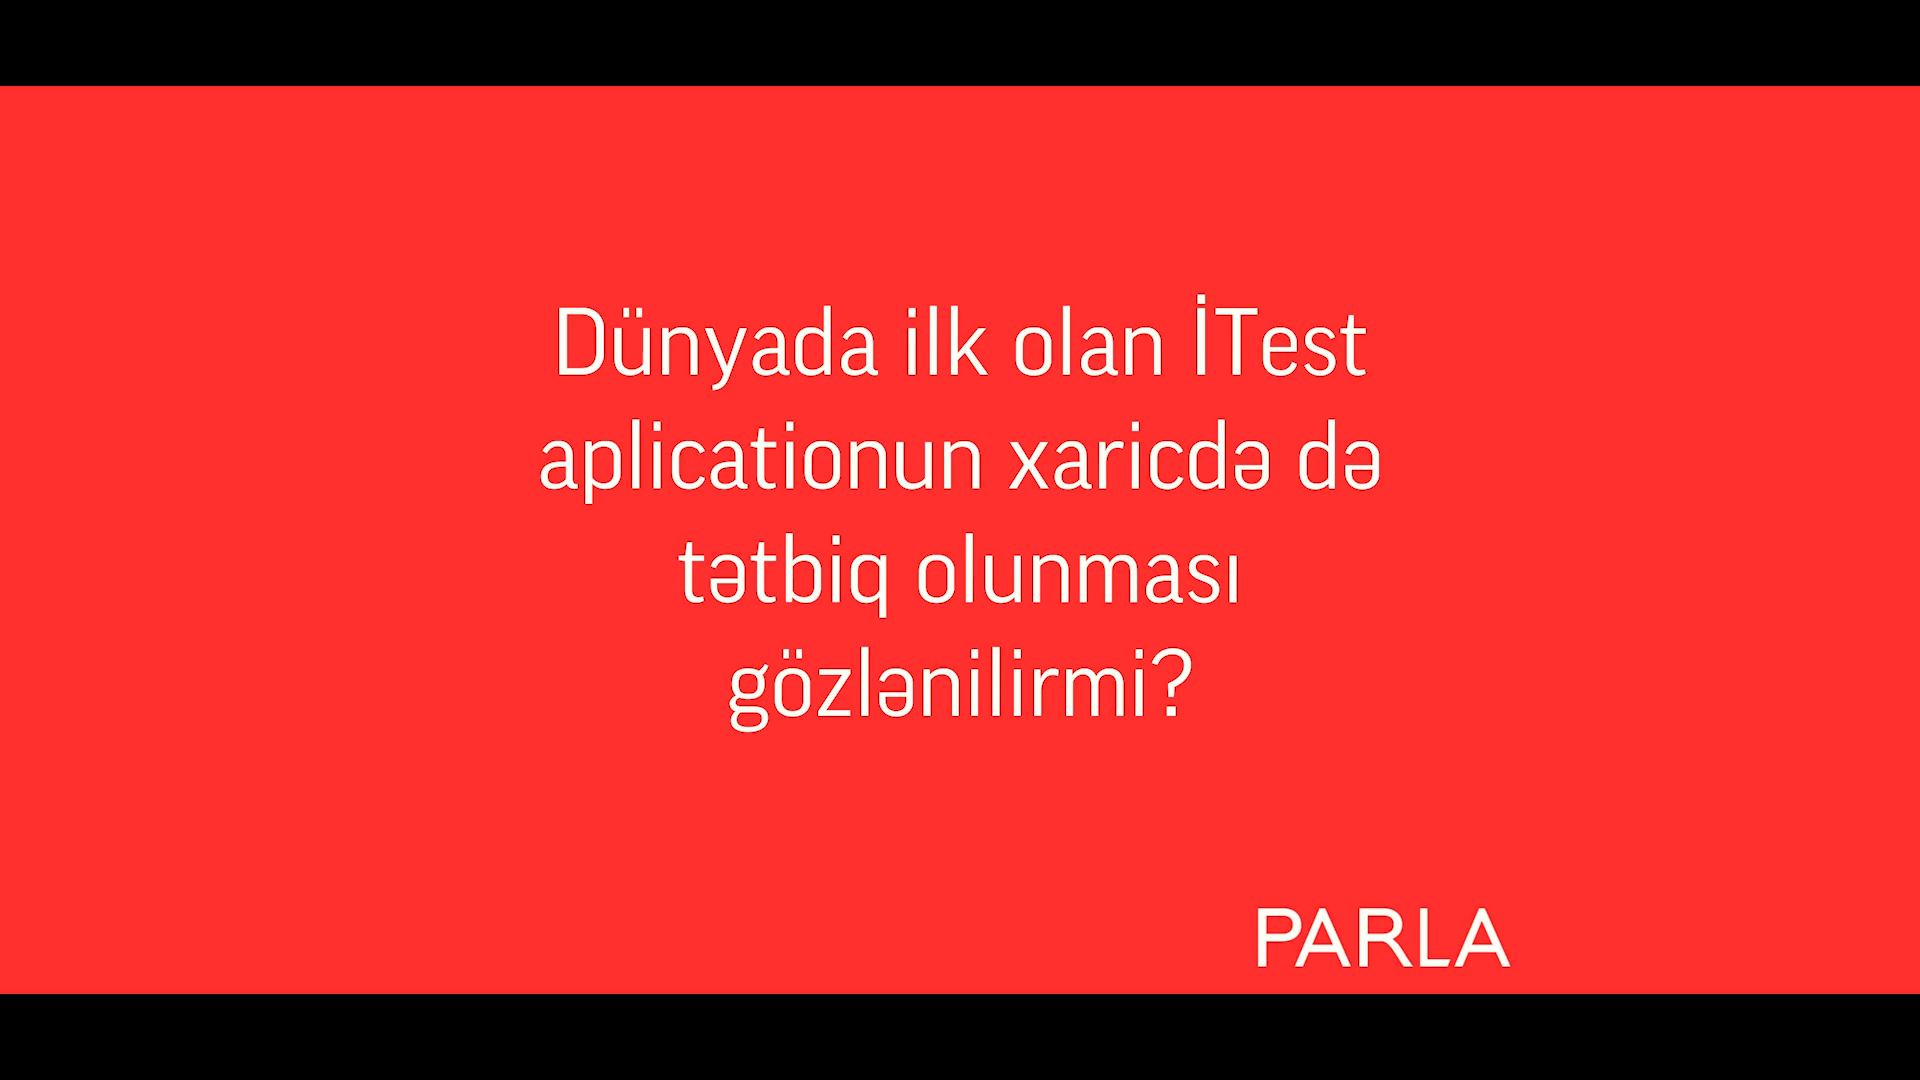 Dünyada ilk olan İTest
aplicationun xaricdə də
tətbiq olunması
gözlənilirmi?
PARLA